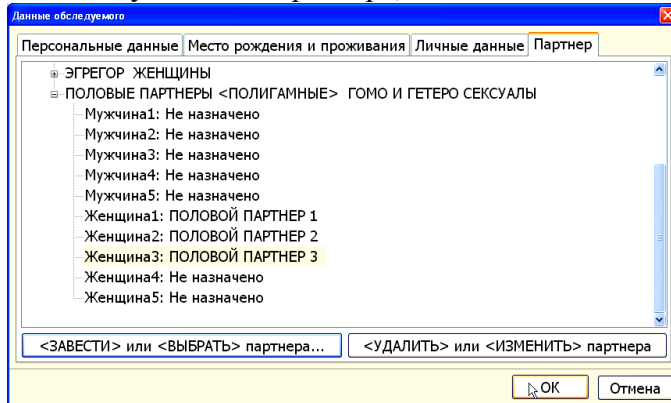 Данные обследуемого
Персональные данные Место рождения и проживания Личные данные Партнер
ЭГРЕГОР ЖЕНЩИНЫ
ПОЛОВЫЕ ПАРТНЕРЫ <ПОЛИГАМНЫЕ> ГОМО И ГЕТЕРО СЕКСУАЛЫ
Мужчина1: Не назначено
Мужчина2: Не назначено
Мужчина3: Не назначено
Мужчина4: Не назначено
Мужчина5: Не назначено
Женщина1: ПОЛОВОЙ ПАРТНЕР 1
Женщина2: ПОЛОВОЙ ПАРТНЕР 2
Женщина3: ПОЛОВОЙ ПАРТНЕР 3
Женщина4: Не назначено
Женщина5: Не назначено
<ЗАВЕСТИ> или <ВЫБРАТЬ> партнера... <УДАЛИТЬ> или <ИЗМЕНИТЬ> партнера
OK Отмена